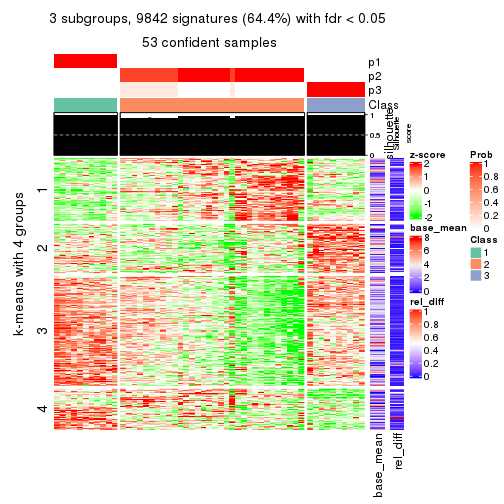 3 subgroups, 9842 signatures (64.4%) with fdr < 0.05
53 confident samples
p1
p2
p3
Class
silhouette
Silhouette
score
1
0.5
0
k-means with 4 groups
1
2
3
4
base_mean
rel_diff
z-score
2
1
0
-1
-2
base_mean
8
6
4
2
0
rel_diff
1
0.8
0.6
0.4
0.2
0
Prob
1
0.8
0.6
0.4
0.2
0
Class
1
2
3